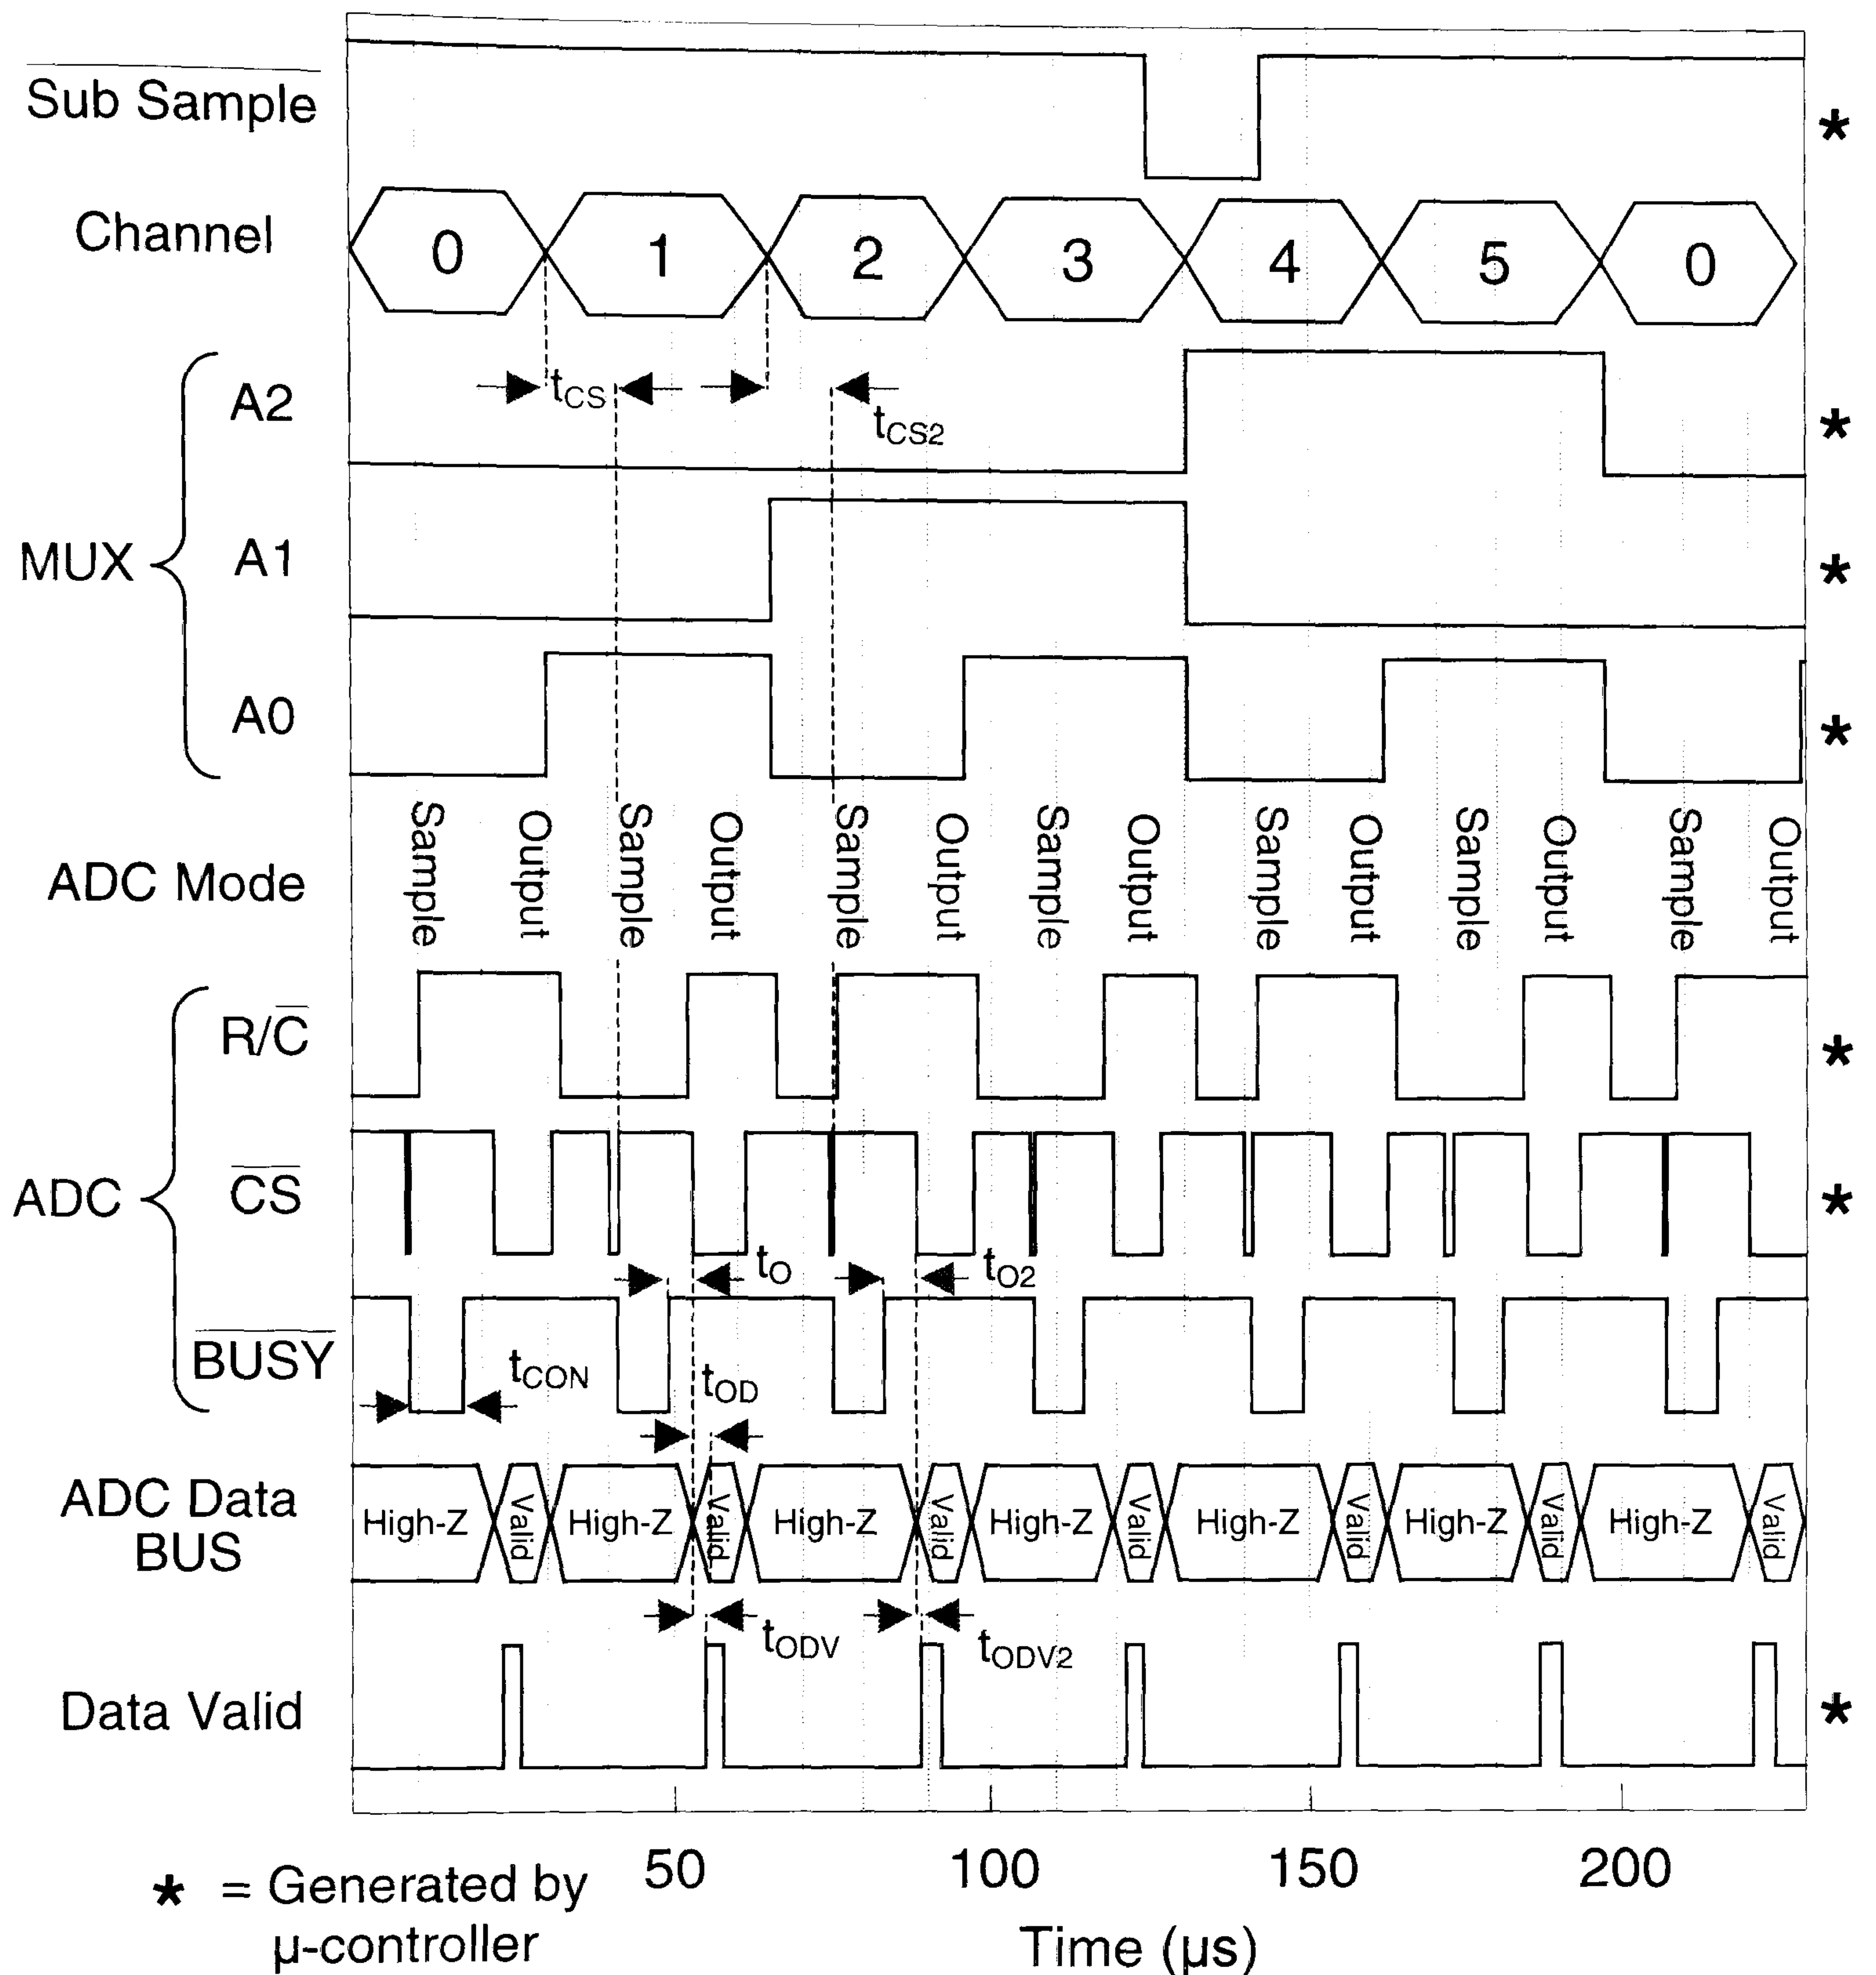 Sub Sample
*
Channel
0 1 2 3 4 5 0
MUX
A2
tCS
tCS2
*
A1
*
A0
*
ADC Mode
Sample Output Sample Output Sample Output Sample Output Sample Output Sample Output Sample Output
ADC
R/C
*
CS
*
tO
tO2
BUSY
tCON
tOD
ADC Data
BUS
High-Z Valid High-Z Valid High-Z Valid High-Z Valid High-Z Valid High-Z Valid High-Z Valid
tODV
tODV2
Data Valid
*
50 100 150 200
* = Generated by
μ-controller
Time (μs)